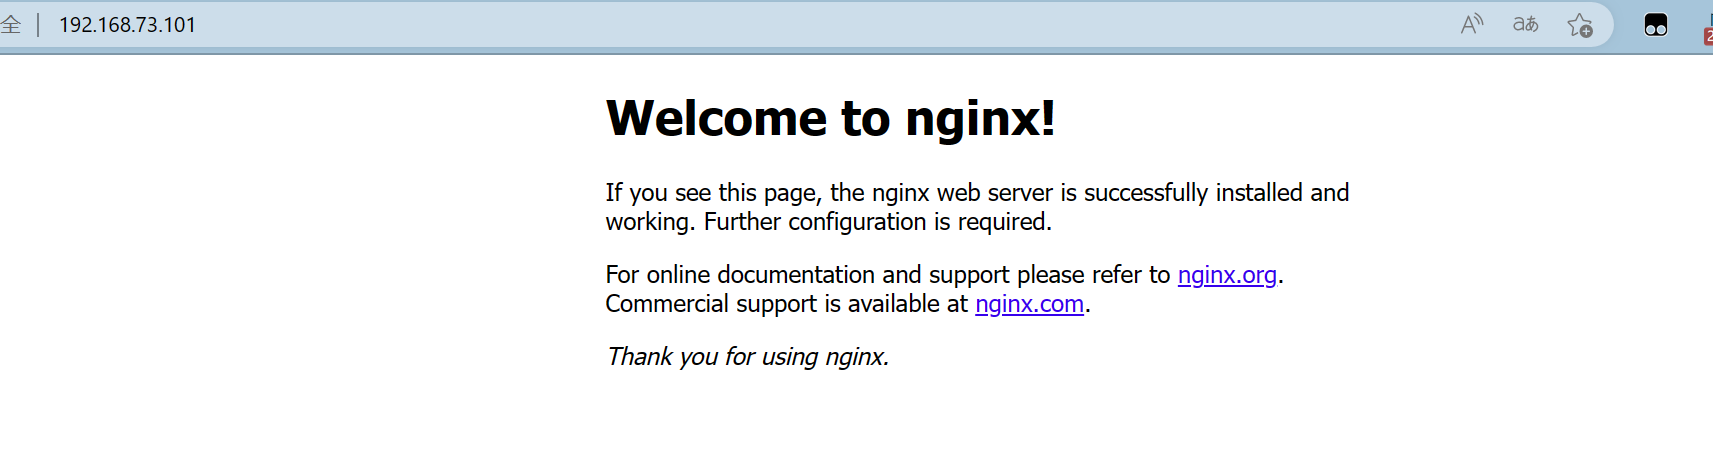 全 192.168.73.101 A aあ
2
Welcome to nginx!
If you see this page, the nginx web server is successfully installed and
working. Further configuration is required.
For online documentation and support please refer to nginx.org.
Commercial support is available at nginx.com.
Thank you for using nginx.